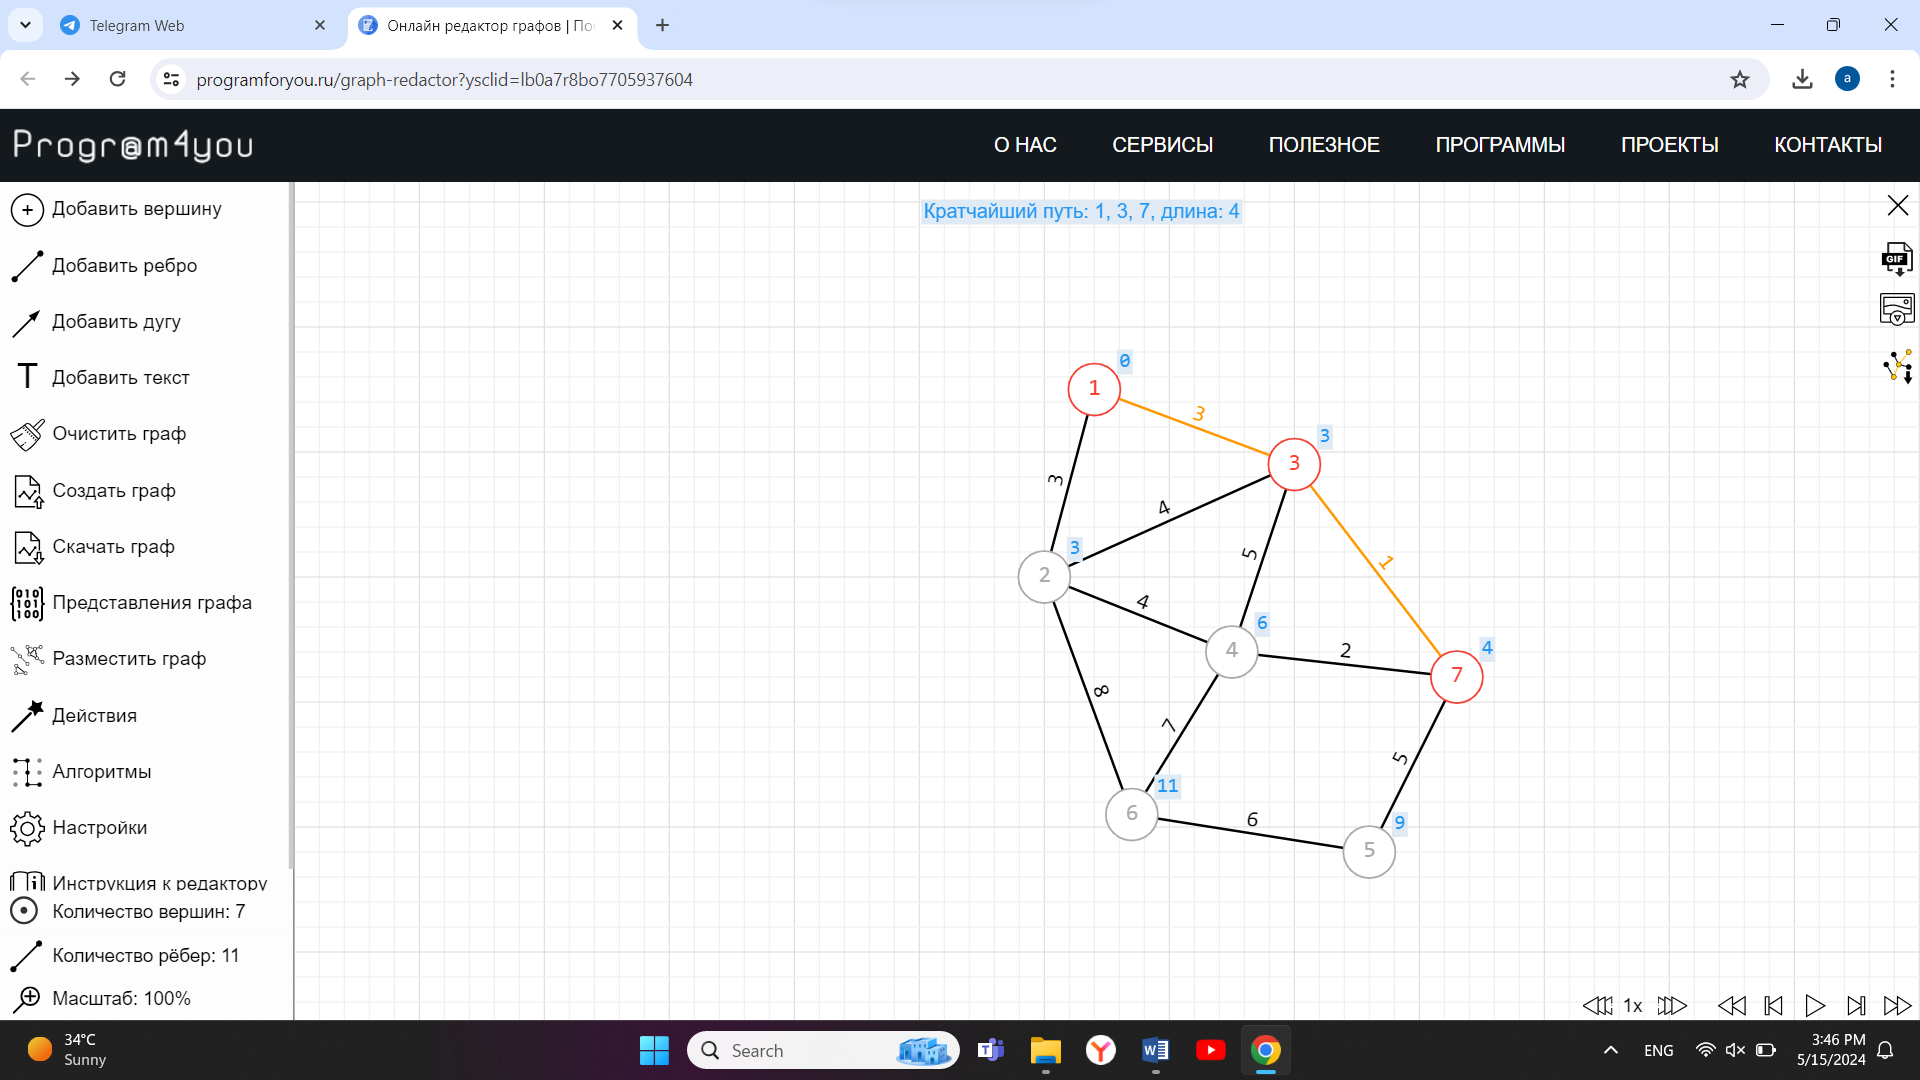 Telegram Web
Онлайн редактор графов | Пос
programforyou.ru/graph-redactor?ysclid=lb0a7r8bo7705937604
a
Progr@m4you
О НАС
СЕРВИСЫ
ПОЛЕЗНОЕ
ПРОГРАММЫ
ПРОЕКТЫ
КОНТАКТЫ
Добавить вершину
Добавить ребро
Добавить дугу
Добавить текст
Очистить граф
Создать граф
Скачать граф
Представления графа
Разместить граф
Действия
Алгоритмы
Настройки
Инструкция к редактору
Количество вершин: 7
Количество рёбер: 11
Масштаб: 100%
Кратчайший путь: 1, 3, 7, длина: 4
GIF
0
1
3
3
3
3
4
5
1
3
2
4
6
4
2
4
7
8
7
5
11
6
6
9
5
1x
34°C
Sunny
Search
ENG
3:46 PM
5/15/2024